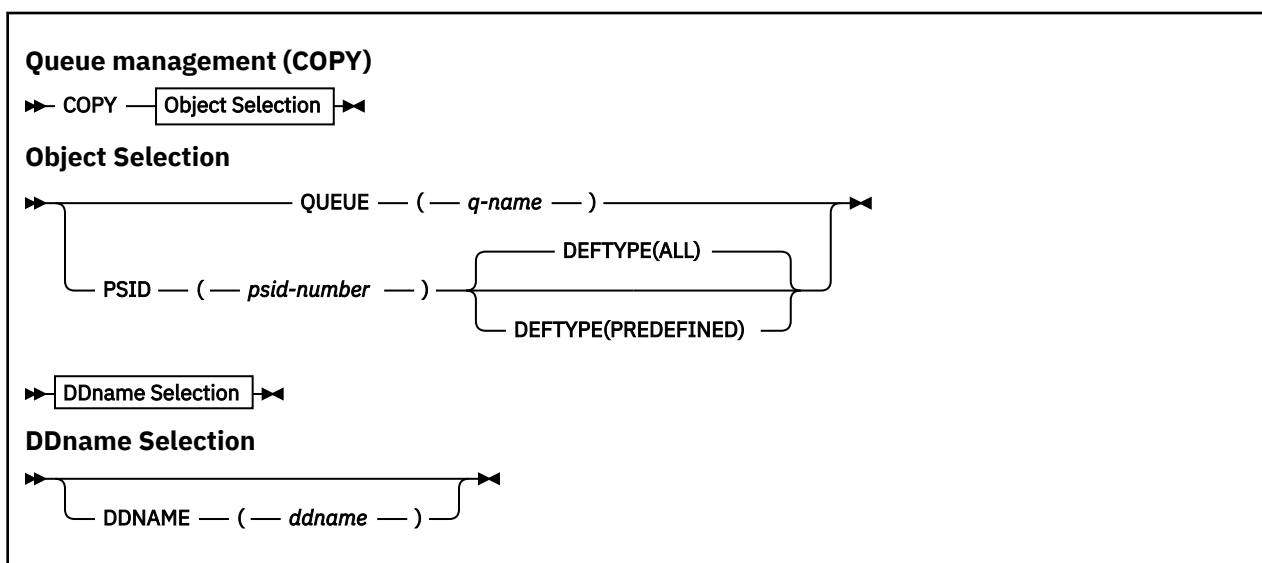 Queue management (COPY)
COPY Object Selection
Object Selection
QUEUE ( q-name )
DEFTYPE(ALL)
PSID ( psid-number )
DEFTYPE(PREDEFINED)
DDname Selection
DDname Selection
DDNAME ( ddname )